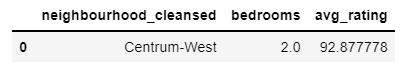 neighbourhood_cleansed bedrooms avg_rating
0 Centrum-West 2.0 92.877778